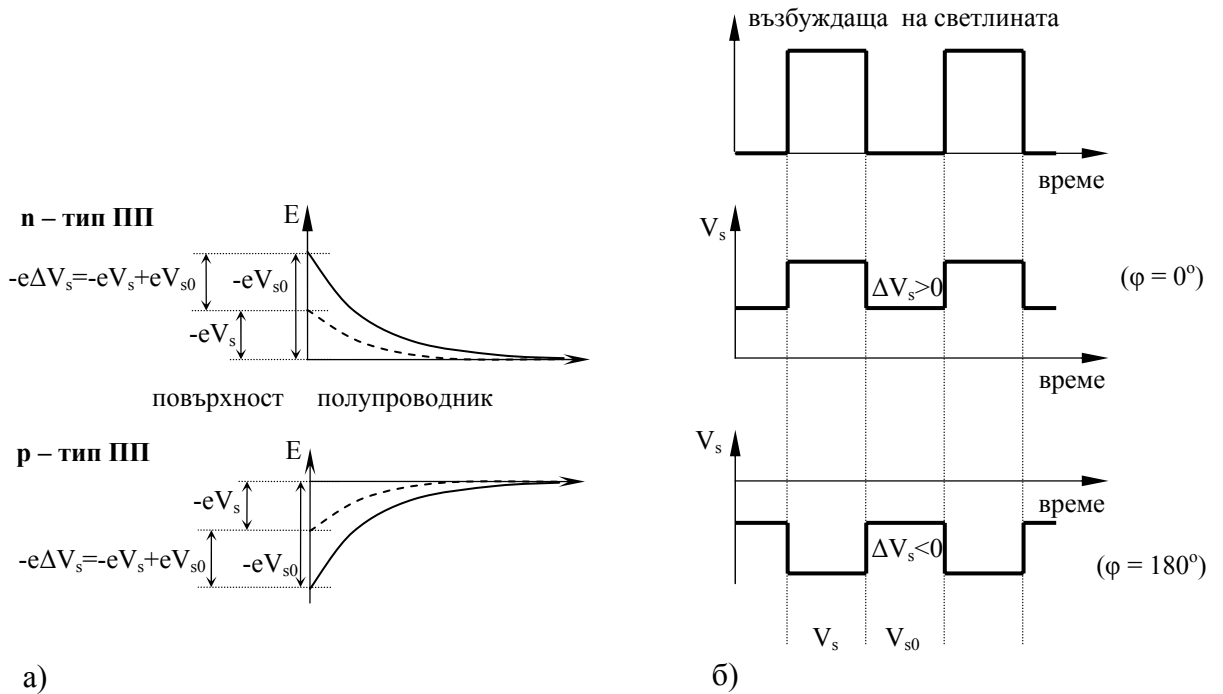 n – тип ПП
E
-eΔVs=-eVs+eVs0
-eVs0
-eVs
повърхност полупроводник
p – тип ПП
E
-eVs
-eΔVs=-eVs+eVs0
-eVs0
а)
възбуждаща на светлината
време
Vs
ΔVs>0
(φ = 0°)
време
Vs
време
ΔVs<0
(φ = 180°)
Vs Vs0
б)